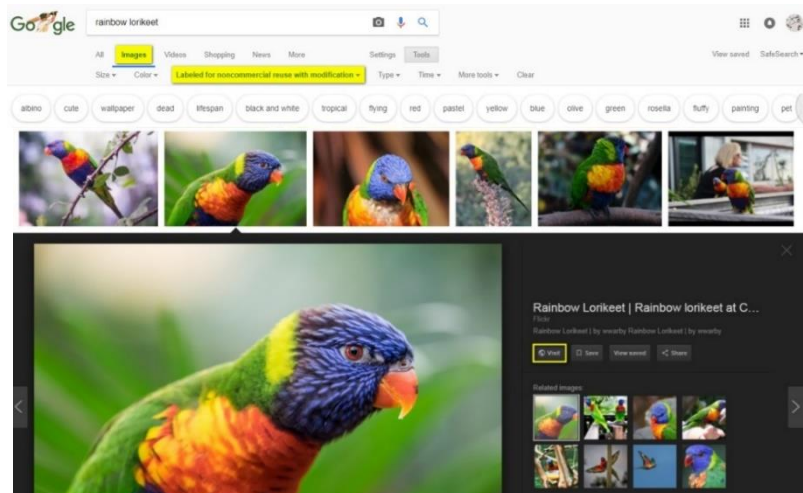 Google
rainbow lorikeet
All Images Videos Shopping News More Settings Tools View saved SafeSearch
Size Color Labeled for noncommercial reuse with modification Type Time More tools Clear
albino cute wallpaper dead lifespan black and white tropical flying red pastel yellow blue olive green rosella fluffy painting pet
Rainbow Lorikeet | Rainbow lorikeet at C...
Flickr
Rainbow Lorikeet | by wearby Rainbow Lorikeet | by wearby
Visit Save View saved Share
Related images: